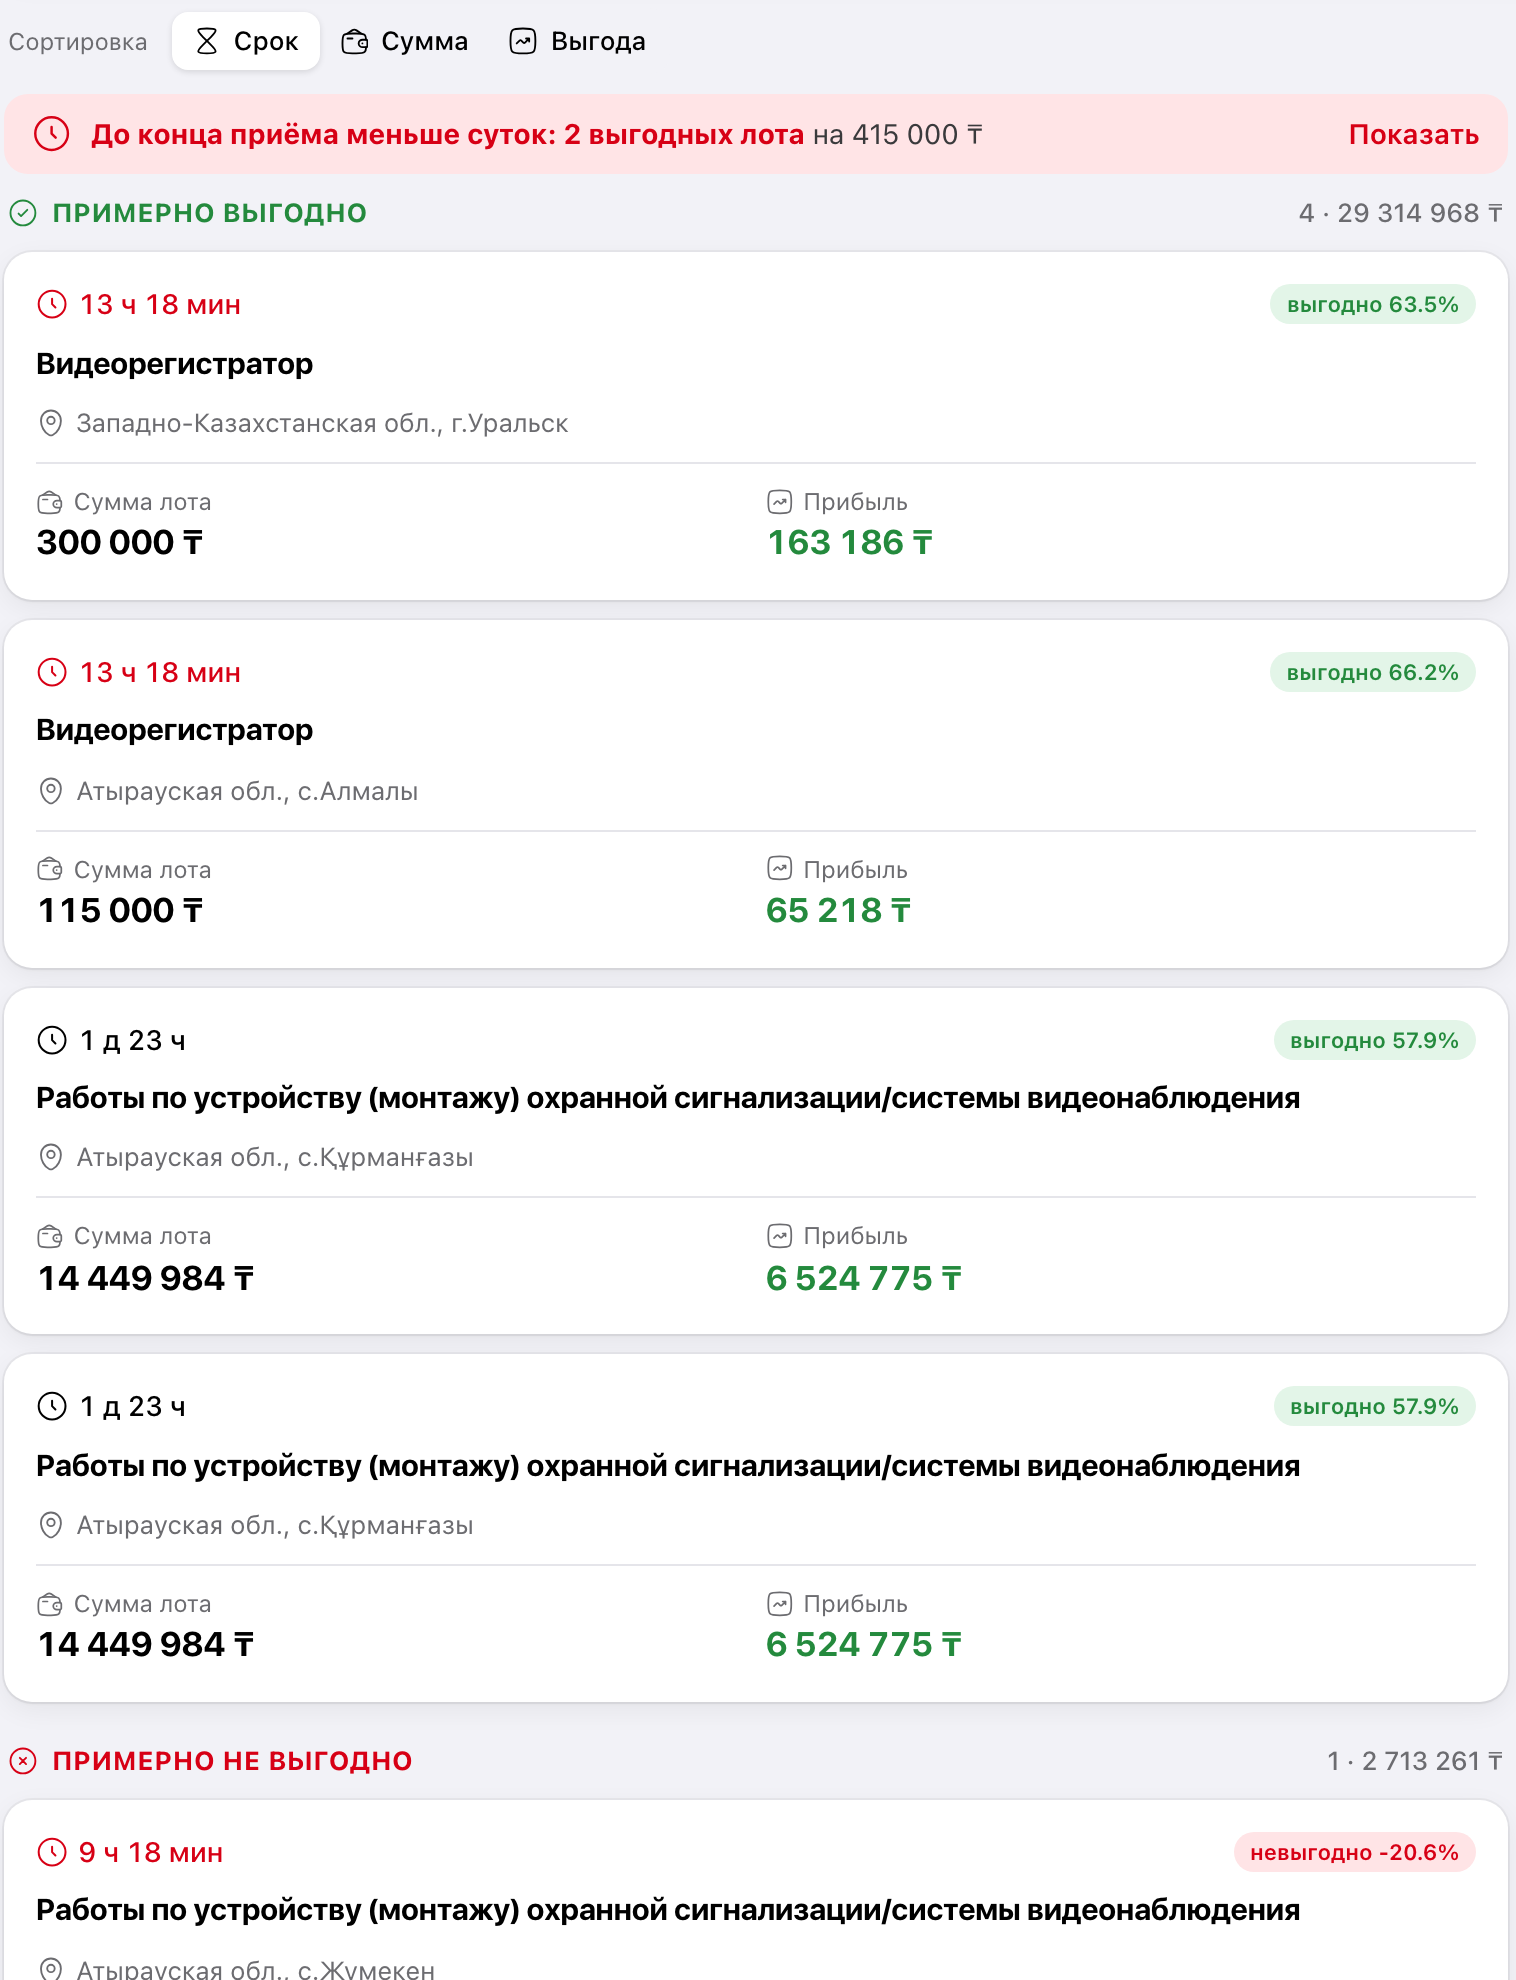 Сортировка Срок Сумма Выгода
До конца приёма меньше суток: 2 выгодных лота на 415 000 ₸ Показать
ПРИМЕРНО ВЫГОДНО 4 · 29 314 968 ₸
13 ч 18 мин выгодно 63.5%
Видеорегистратор
Западно-Казахстанская обл., г.Уральск
Сумма лота Прибыль
300 000 ₸ 163 186 ₸
13 ч 18 мин выгодно 66.2%
Видеорегистратор
Атырауская обл., с.Алмалы
Сумма лота Прибыль
115 000 ₸ 65 218 ₸
1 д 23 ч выгодно 57.9%
Работы по устройству (монтажу) охранной сигнализации/системы видеонаблюдения
Атырауская обл., с.Құрманғазы
Сумма лота Прибыль
14 449 984 ₸ 6 524 775 ₸
1 д 23 ч выгодно 57.9%
Работы по устройству (монтажу) охранной сигнализации/системы видеонаблюдения
Атырауская обл., с.Құрманғазы
Сумма лота Прибыль
14 449 984 ₸ 6 524 775 ₸
ПРИМЕРНО НЕ ВЫГОДНО 1 · 2 713 261 ₸
9 ч 18 мин невыгодно -20.6%
Работы по устройству (монтажу) охранной сигнализации/системы видеонаблюдения
Атырауская обл., с.Жумекен